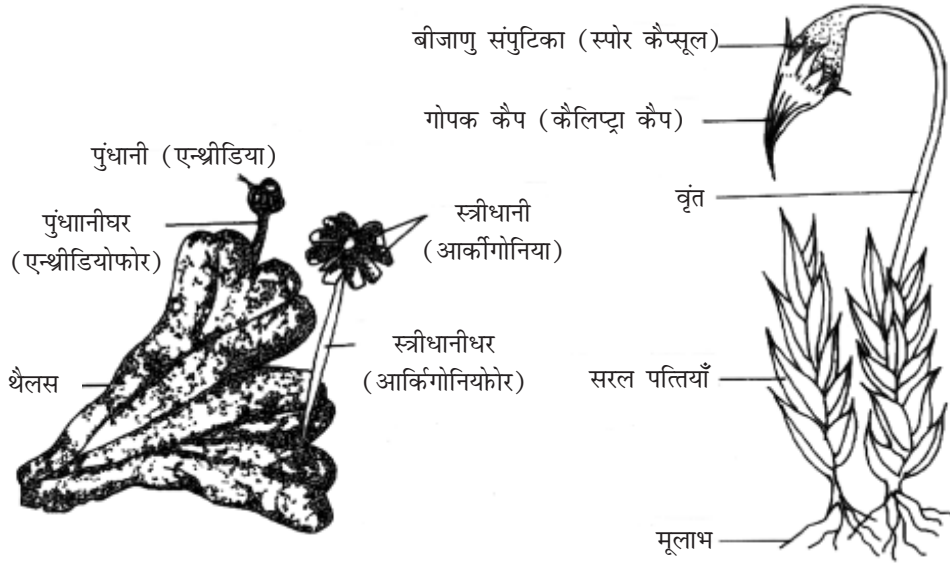 पुंधानी (एन्थ्रीडिया)
पुंधाानीघर
(एन्थ्रीडियोफोर)
थैलस
स्त्रीधानी
(आर्कीगोनिया)
स्त्रीधानीधर
(आर्किगोनियोफोर)
बीजाणु संपुटिका (स्पोर कैप्सूल)
गोपक कैप (कैलिप्ट्रा कैप)
वृंत
सरल पत्तियाँ
मूलाभ